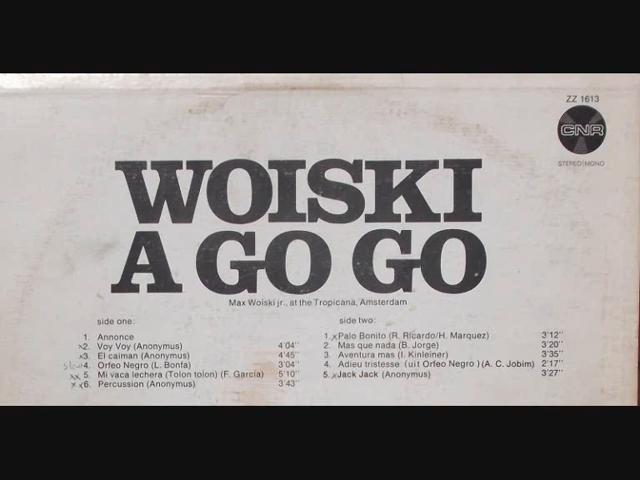 ZZ 1613
CNR
STEREO/MONO
WOISKI
A GO GO
Max Woiski jr., at the Tropicana, Amsterdam
side one:
1. Annonce
x2. Voy Voy (Anonymus) 4'04"
x3. El caiman (Anonymus) 4'45"
4. Orfeo Negro (L. Bonfa) 3'04"
xx 5. Mi vaca lechera (Tolon tolon) (F. Garcia) 5'10"
xx 6. Percussion (Anonymus) 3'43"
side two:
1. x Palo Bonito (R. Ricardo/H. Marquez) 3'12"
2. Mas que nada (B. Jorge) 3'20"
3. Aventura mas (I. Kinleiner) 3'35"
4. Adieu tristesse (uit Orfeo Negro) (A. C. Jobim) 2'17"
5. x Jack Jack (Anonymus) 3'27"